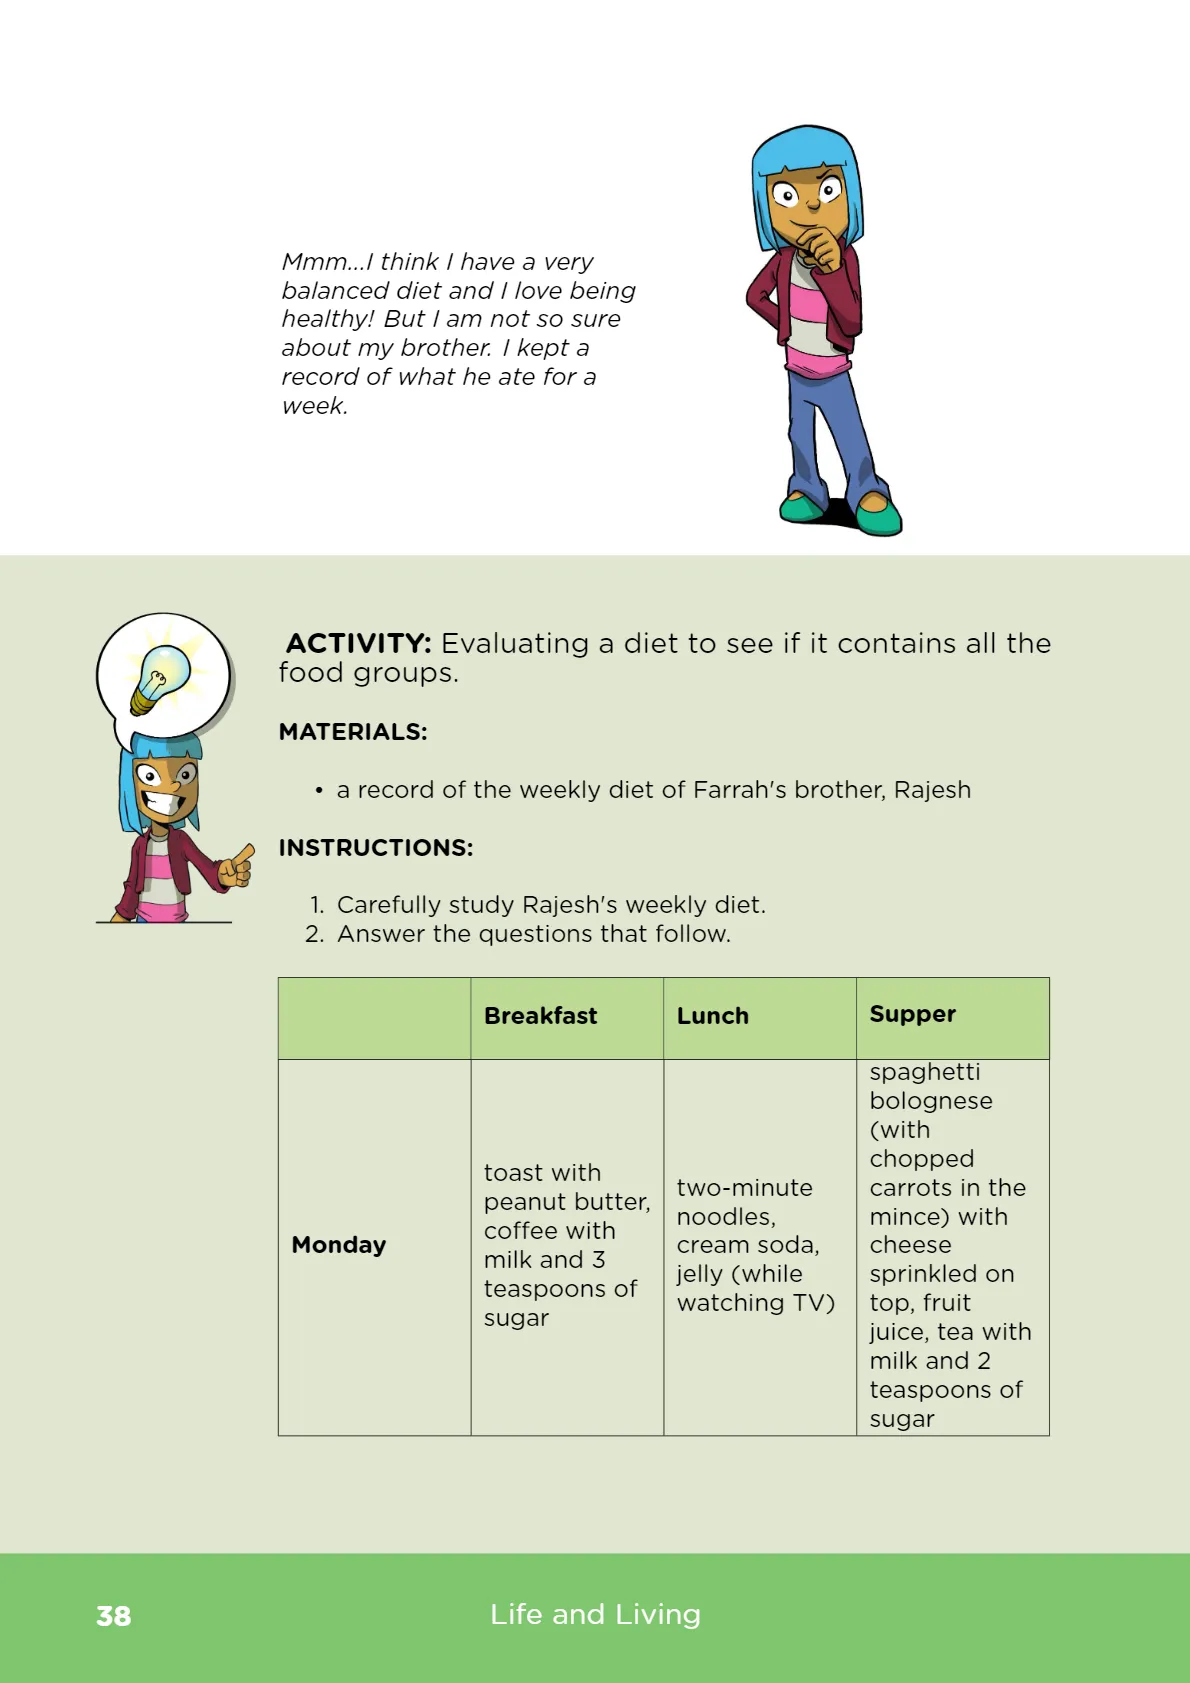 Mmm...I think I have a very
balanced diet and I love being
healthy! But I am not so sure
about my brother. I kept a
record of what he ate for a
week.
ACTIVITY: Evaluating a diet to see if it contains all the
food groups.
MATERIALS:
• a record of the weekly diet of Farrah's brother, Rajesh
INSTRUCTIONS:
1. Carefully study Rajesh's weekly diet.
2. Answer the questions that follow.
Breakfast
Lunch
Supper
Monday
toast with
peanut butter,
coffee with
milk and 3
teaspoons of
sugar
two-minute
noodles,
cream soda,
jelly (while
watching TV)
spaghetti
bolognese
(with
chopped
carrots in the
mince) with
cheese
sprinkled on
top, fruit
juice, tea with
milk and 2
teaspoons of
sugar
38
Life and Living